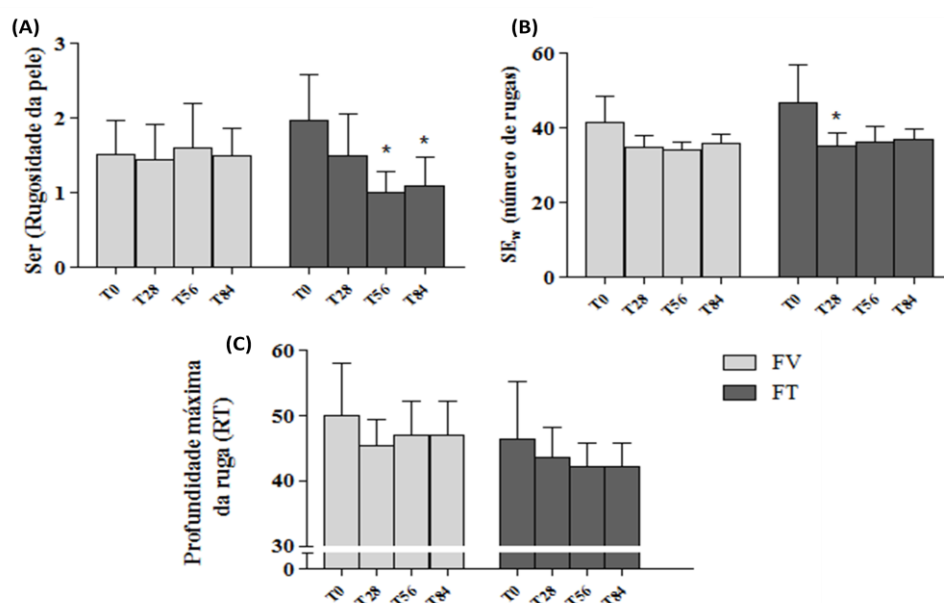 (A)
Ser (Rugosidade da pele)
3
2
1
0
* *
T0 T28 T56 T84 T0 T28 T56 T84
(B)
SEw (número de rugas)
60
40
20
0
*
T0 T28 T56 T84 T0 T28 T56 T84
(C)
Profundidade máxima
da ruga (RT)
60
50
40
30
0
T0 T28 T56 T84 T0 T28 T56 T84
FV
FT